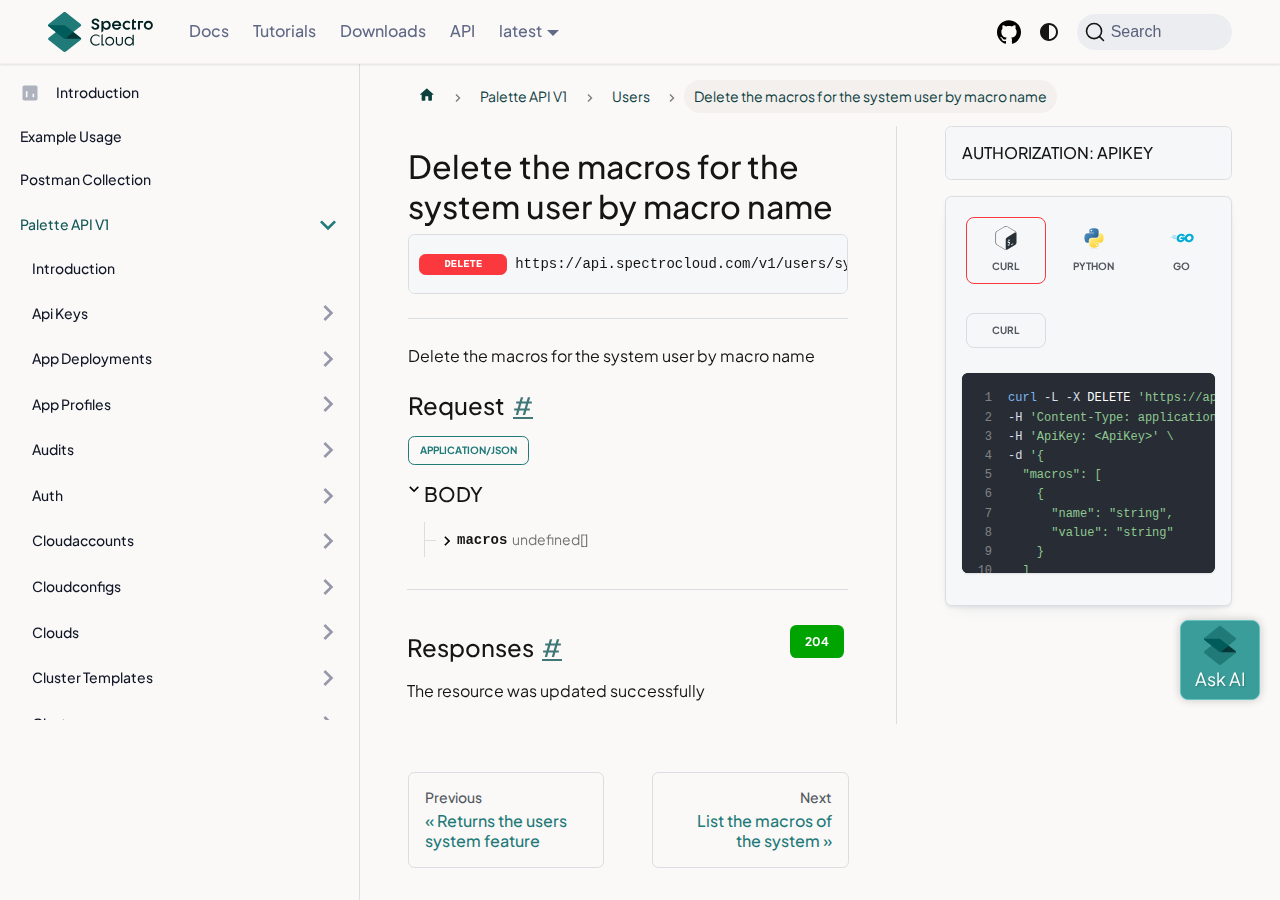 Spectro
Cloud
Docs
Tutorials
Downloads
API
latest
Search
Introduction
Example Usage
Postman Collection
Palette API V1
Introduction
Api Keys
App Deployments
App Profiles
Audits
Auth
Cloudaccounts
Cloudconfigs
Clouds
Cluster Templates
Palette API V1
Users
Delete the macros for the system user by macro name
Delete the macros for the
system user by macro name
DELETE https://api.spectrocloud.com/v1/users/sy
Delete the macros for the system user by macro name
Request #
APPLICATION/JSON
BODY
macros undefined[]
Responses #
204
The resource was updated successfully
Previous
« Returns the users
system feature
Next
List the macros of
the system »
AUTHORIZATION: APIKEY
CURL
PYTHON
GO
CURL
1 curl -L -X DELETE 'https://ap
2 -H 'Content-Type: application
3 -H 'ApiKey: <ApiKey>' \
4 -d '{
5 "macros": [
6 {
7 "name": "string",
8 "value": "string"
9 }
10 ]
Ask AI